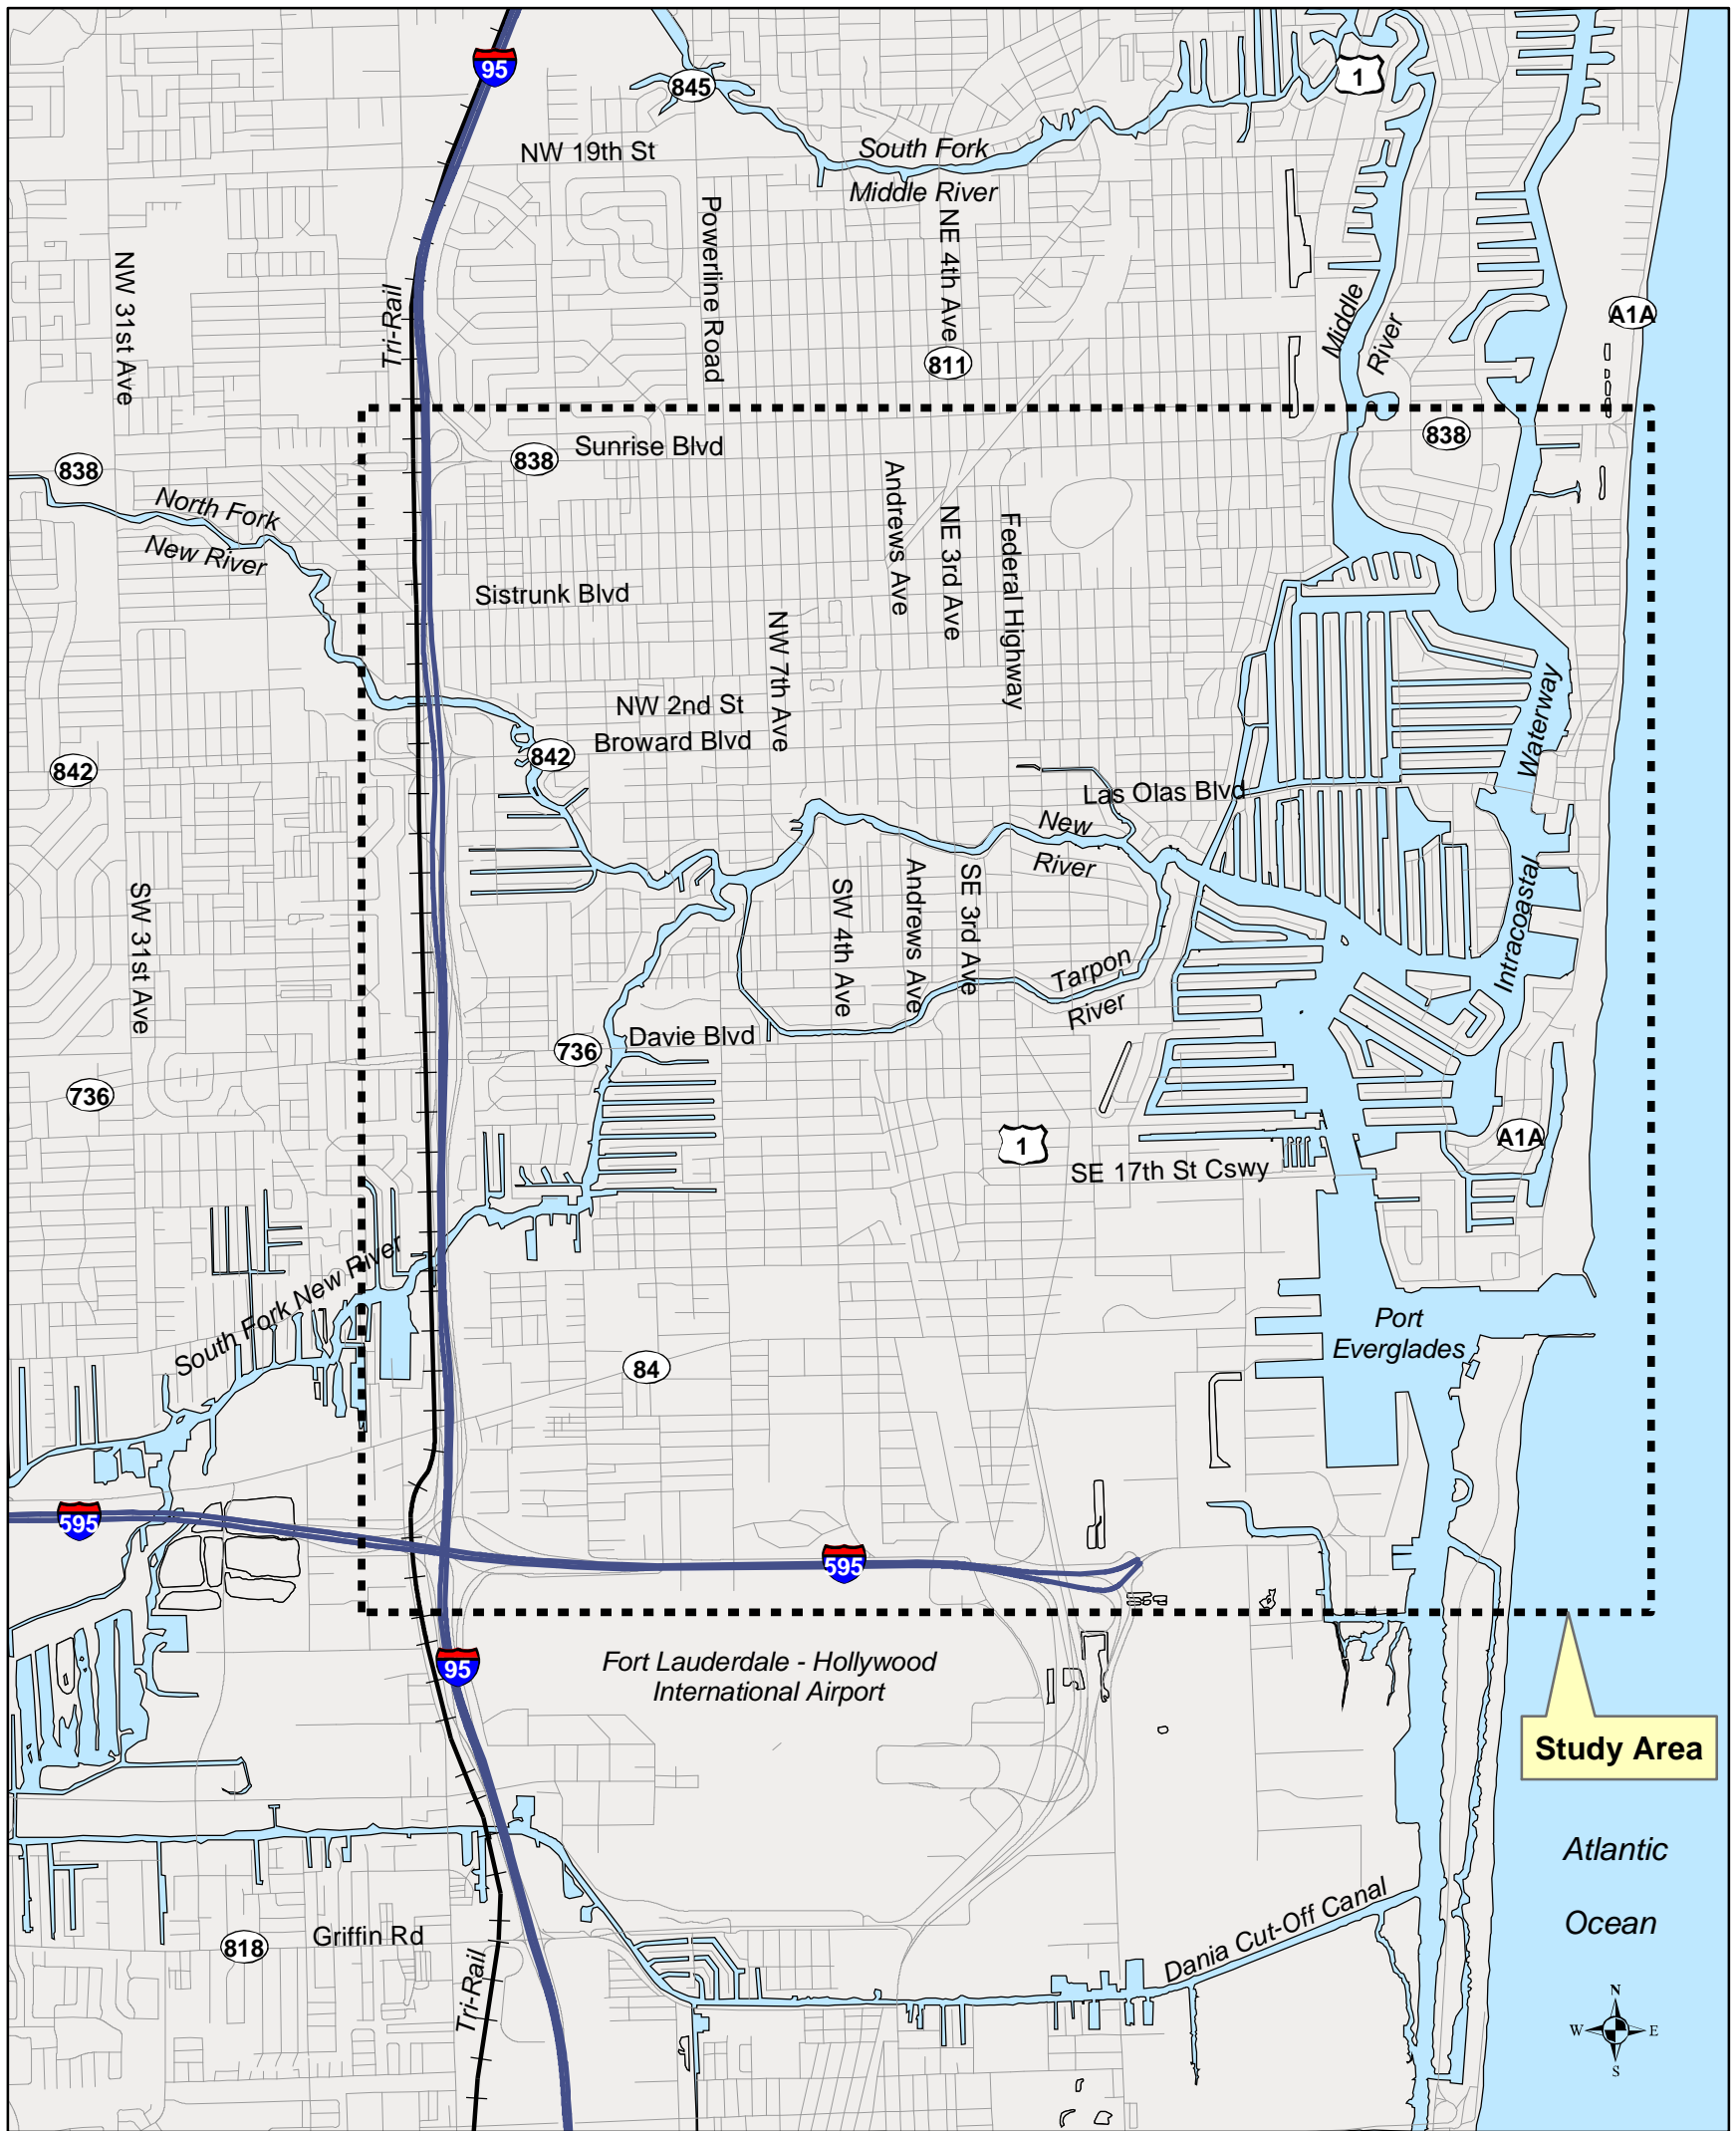 95
845
1
NW 19th St
South Fork
Middle River
Powerline Road
NE 4th Ave
NW 31st Ave
Tri-Rail
Middle
River
A1A
811
838
Sunrise Blvd
838
838
North Fork
New River
Andrews Ave
NE 3rd Ave
Federal Highway
Sistrunk Blvd
NW 7th Ave
NW 2nd St
Broward Blvd
842
842
Waterway
Intracoastal
Las Olas Blvd
New
River
SW 31st Ave
SW 4th Ave
Andrews Ave
SE 3rd Ave
Tarpon
River
Davie Blvd
736
736
1
A1A
SE 17th St Cswy
South Fork New River
Port
Everglades
84
595
595
95
Fort Lauderdale - Hollywood
International Airport
Study Area
Atlantic
Ocean
Dania Cut-Off Canal
Griffin Rd
818
Tri-Rail
N
W
E
S